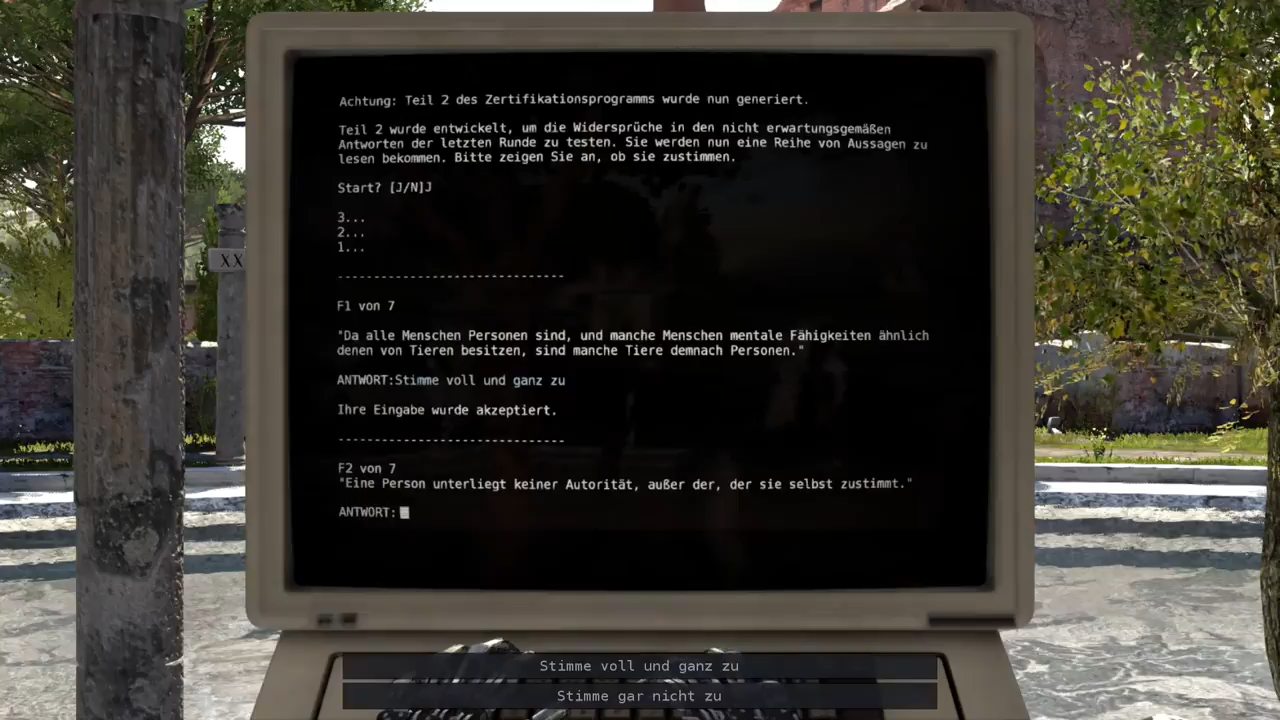 Achtung: Teil 2 des Zertifikationsprogramms wurde nun generiert.
Teil 2 wurde entwickelt, um die Widersprüche in den nicht erwartungsgemäßen
Antworten der letzten Runde zu testen. Sie werden nun eine Reihe von Aussagen zu
lesen bekommen. Bitte zeigen Sie an, ob sie zustimmen.
Start? [J/N]J
3...
2...
1...
-------------------------------
F1 von 7
"Da alle Menschen Personen sind, und manche Menschen mentale Fähigkeiten ähnlich
denen von Tieren besitzen, sind manche Tiere demnach Personen."
ANTWORT:Stimme voll und ganz zu
Ihre Eingabe wurde akzeptiert.
-------------------------------
F2 von 7
"Eine Person unterliegt keiner Autorität, außer der, der sie selbst zustimmt."
ANTWORT:
XX
Stimme voll und ganz zu
Stimme gar nicht zu